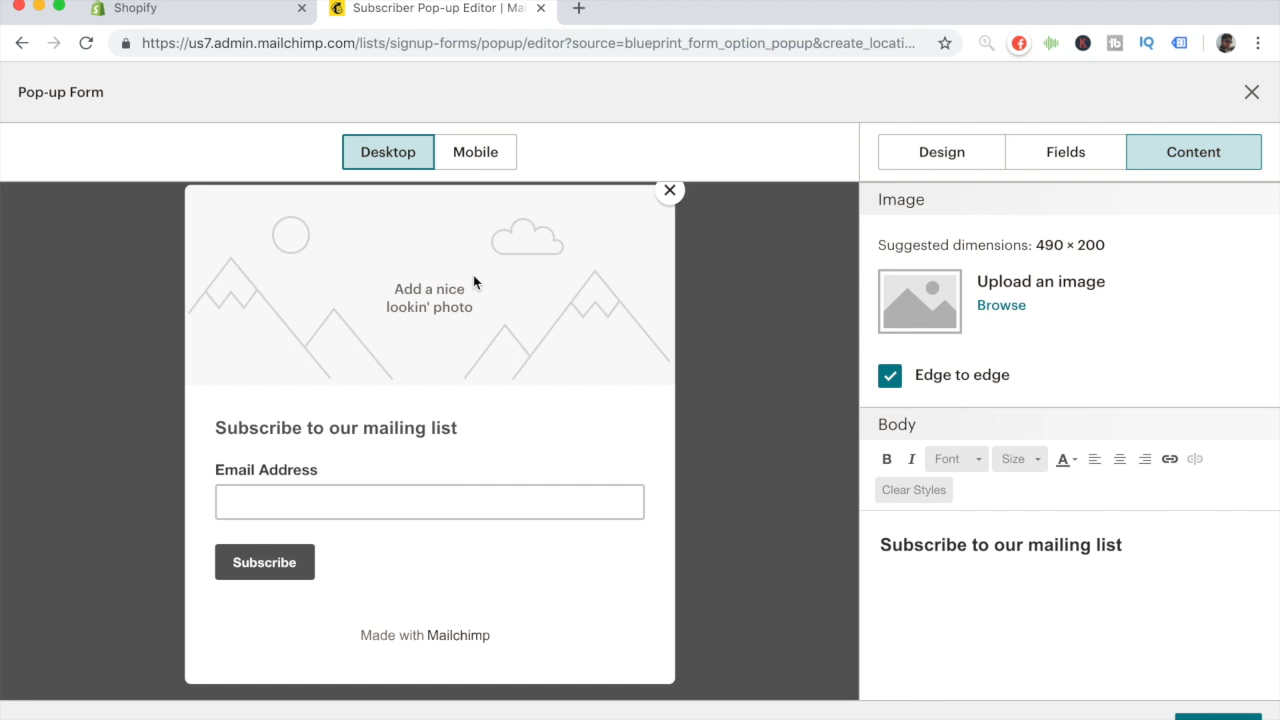 Shopify
Subscriber Pop-up Editor | Mai
https://us7.admin.mailchimp.com/lists/signup-forms/popup/editor?source=blueprint_form_option_popup&create_locati...
Pop-up Form
Desktop
Mobile
Design
Fields
Content
Add a nice
lookin' photo
Subscribe to our mailing list
Email Address
Subscribe
Made with Mailchimp
Image
Suggested dimensions: 490 × 200
Upload an image
Browse
Edge to edge
Body
B I Font Size A
Clear Styles
Subscribe to our mailing list